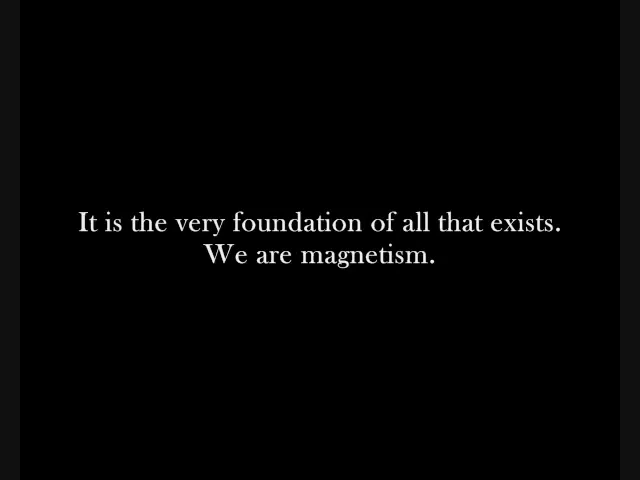 It is the very foundation of all that exists.
We are magnetism.